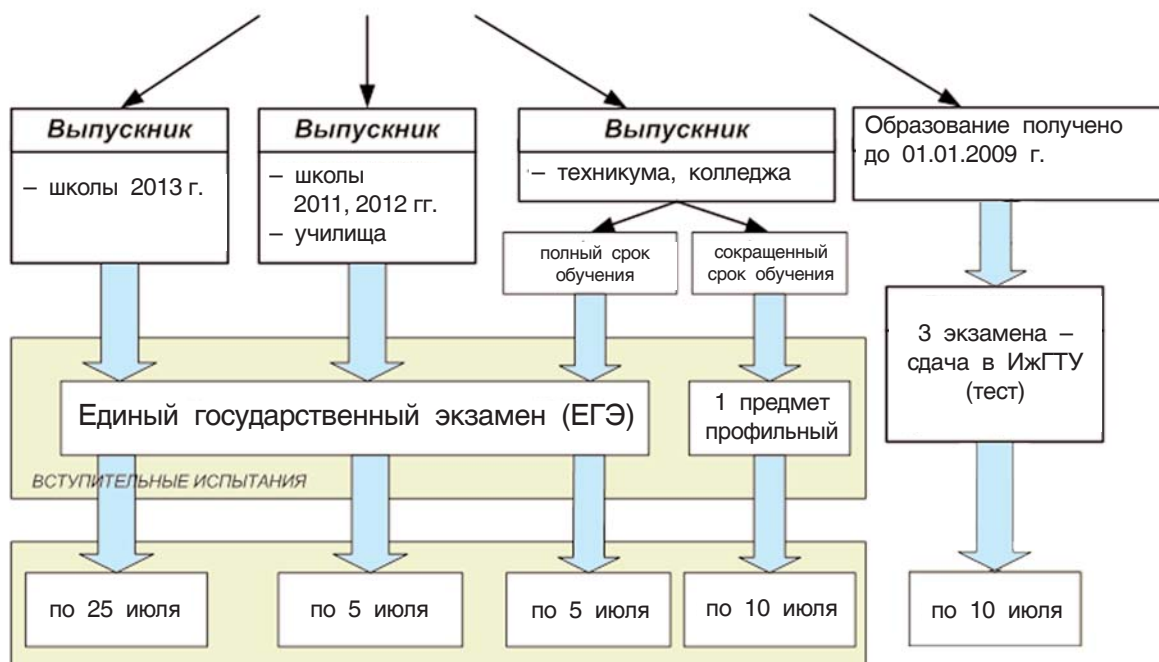 Выпускник
– школы 2013 г.
Выпускник
– школы
2011, 2012 гг.
– училища
Выпускник
– техникума, колледжа
Образование получено
до 01.01.2009 г.
полный срок
обучения
сокращенный
срок обучения
3 экзамена –
сдача в ИжГТУ
(тест)
Единый государственный экзамен (ЕГЭ)
1 предмет
профильный
ВСТУПИТЕЛЬНЫЕ ИСПЫТАНИЯ
по 25 июля
по 5 июля
по 5 июля
по 10 июля
по 10 июля